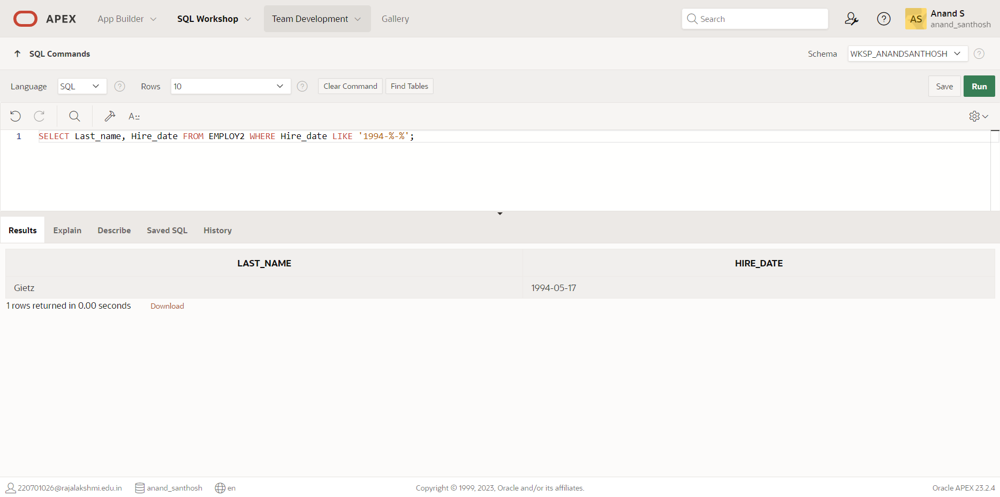 APEX App Builder SQL Workshop Team Development Gallery Search ? AS Anand S
anand_santhosh
SQL Commands Schema WKSP_ANANDSANTHOSH ?
Language SQL ? Rows 10 ? Clear Command Find Tables Save Run
A::
1 SELECT Last_name, Hire_date FROM EMPLOY2 WHERE Hire_date LIKE '1994-%-%';
Results Explain Describe Saved SQL History
LAST_NAME HIRE_DATE
Gietz 1994-05-17
1 rows returned in 0.00 seconds Download
220701026@rajalakshmi.edu.in anand_santhosh en Copyright © 1999, 2023, Oracle and/or its affiliates. Oracle APEX 23.2.4